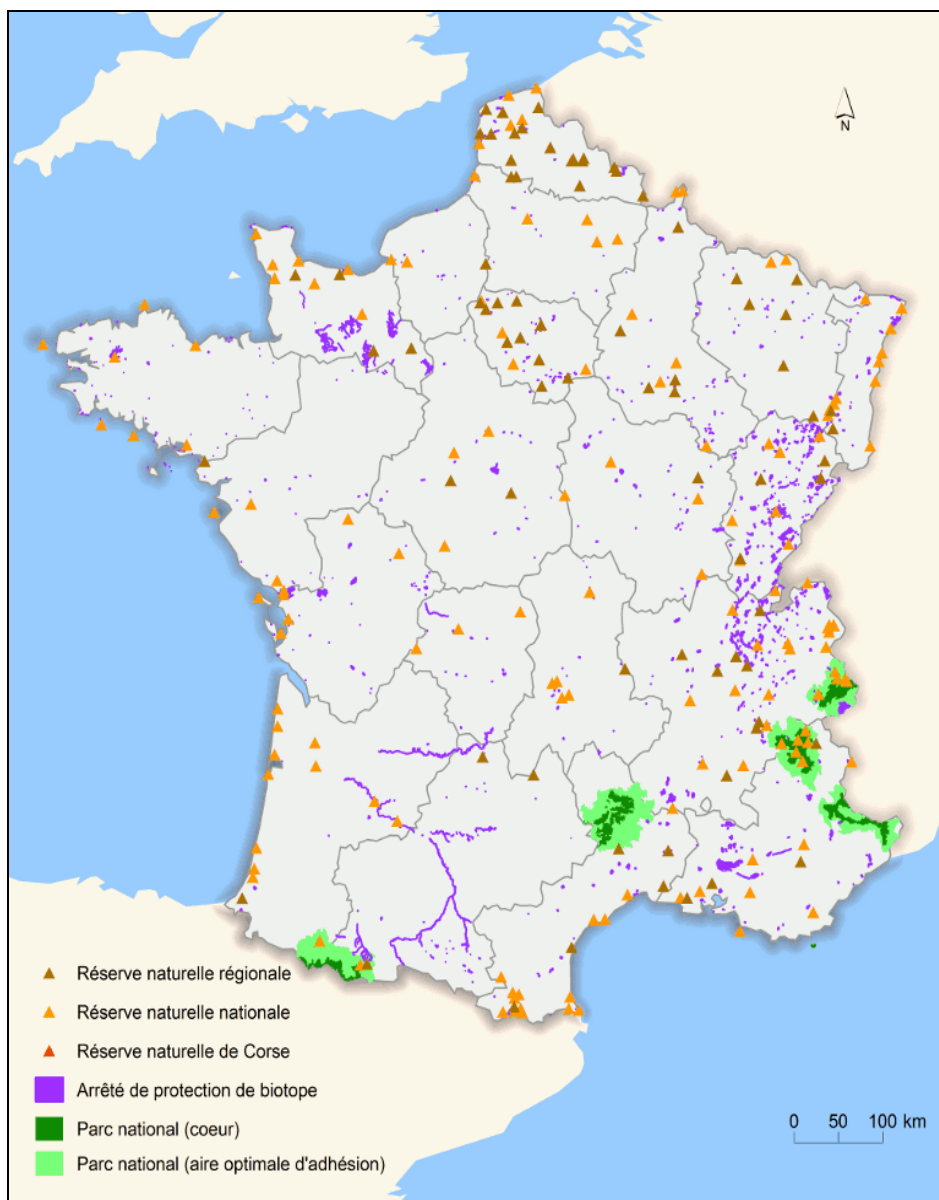 N
Réserve naturelle régionale
Réserve naturelle nationale
Réserve naturelle de Corse
Arrêté de protection de biotope
Parc national (coeur)
Parc national (aire optimale d'adhésion)
0 50 100 km